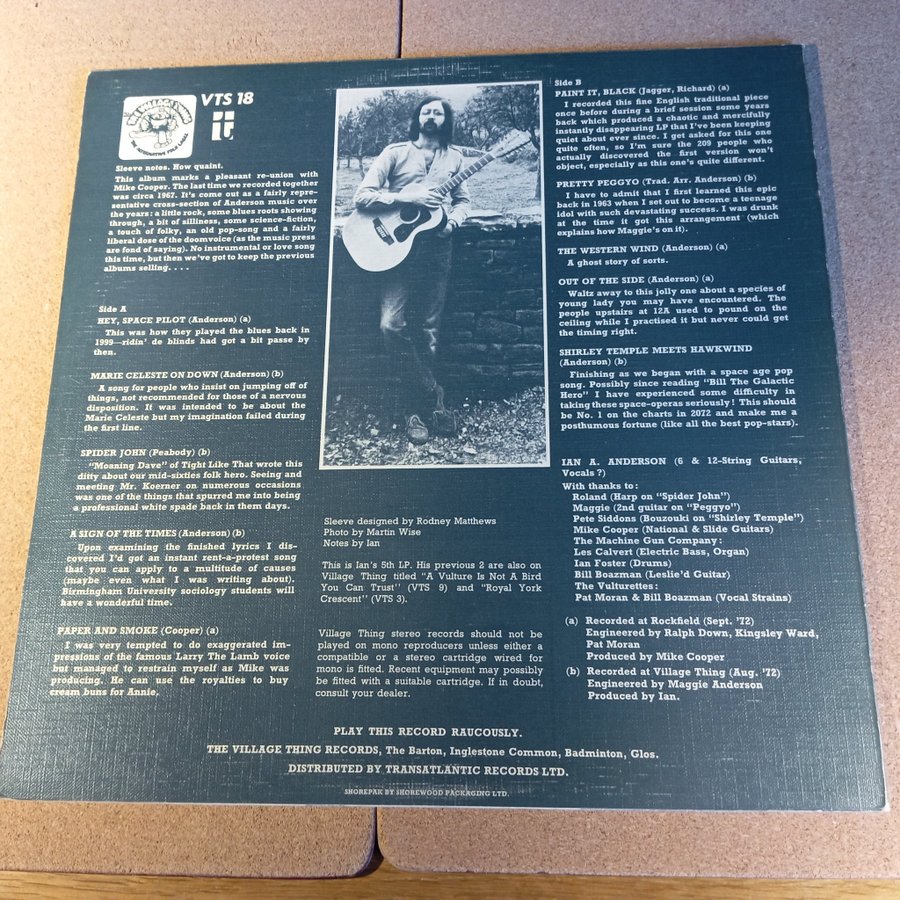 THE VILLAGE THING
THE ALTERNATIVE FOLK LABEL
VTS 18
it
Sleeve notes. How quaint.
This album marks a pleasant re-union with
Mike Cooper. The last time we recorded together
was circa 1967. It's come out as a fairly repre-
sentative cross-section of Anderson music over
the years: a little rock, some blues roots showing
through, a bit of silliness, some science-fiction,
a touch of folky, an old pop-song and a fairly
liberal dose of the doomvoice (as the music press
are fond of saying). No instrumental or love song
this time, but then we've got to keep the previous
albums selling. . . .
Side A
HEY, SPACE PILOT (Anderson) (a)
This was how they played the blues back in
1999—ridin' de blinds had got a bit passe by
then.
MARIE CELESTE ON DOWN (Anderson) (b)
A song for people who insist on jumping off of
things, not recommended for those of a nervous
disposition. It was intended to be about the
Marie Celeste but my imagination failed during
the first line.
SPIDER JOHN (Peabody) (b)
"Moaning Dave" of Tight Like That wrote this
ditty about our mid-sixties folk hero. Seeing and
meeting Mr. Koerner on numerous occasions
was one of the things that spurred me into being
a professional white spade back in them days.
A SIGN OF THE TIMES (Anderson) (b)
Upon examining the finished lyrics I dis-
covered I'd got an instant rent-a-protest song
that you can apply to a multitude of causes
(maybe even what I was writing about).
Birmingham University sociology students will
have a wonderful time.
PAPER AND SMOKE (Cooper) (a)
I was very tempted to do exaggerated im-
pressions of the famous Larry The Lamb voice
but managed to restrain myself as Mike was
producing. He can use the royalties to buy
cream buns for Annie.
Sleeve designed by Rodney Matthews
Photo by Martin Wise
Notes by Ian
This is Ian's 5th LP. His previous 2 are also on
Village Thing titled "A Vulture Is Not A Bird
You Can Trust" (VTS 9) and "Royal York
Crescent" (VTS 3).
Village Thing stereo records should not be
played on mono reproducers unless either a
compatible or a stereo cartridge wired for
mono is fitted. Recent equipment may possibly
be fitted with a suitable cartridge. If in doubt,
consult your dealer.
Side B
PAINT IT, BLACK (Jagger, Richard) (a)
I recorded this fine English traditional piece
once before during a brief session some years
back which produced a chaotic and mercifully
instantly disappearing LP that I've been keeping
quiet about ever since. I get asked for this one
quite often, so I'm sure the 209 people who
actually discovered the first version won't
object, especially as this one's quite different.
PRETTY PEGGYO (Trad. Arr. Anderson) (b)
I have to admit that I first learned this epic
back in 1963 when I set out to become a teenage
idol with such devastating success. I was drunk
at the time it got this arrangement (which
explains how Maggie's on it).
THE WESTERN WIND (Anderson) (a)
A ghost story of sorts.
OUT OF THE SIDE (Anderson) (a)
Waltz away to this jolly one about a species of
young lady you may have encountered. The
people upstairs at 12A used to pound on the
ceiling while I practised it but never could get
the timing right.
SHIRLEY TEMPLE MEETS HAWKWIND
(Anderson) (b)
Finishing as we began with a space age pop
song. Possibly since reading "Bill The Galactic
Hero" I have experienced some difficulty in
taking these space-operas seriously! This should
be No. 1 on the charts in 2072 and make me a
posthumous fortune (like all the best pop-stars).
IAN A. ANDERSON (6 & 12-String Guitars,
Vocals ?)
With thanks to:
Roland (Harp on "Spider John")
Maggie (2nd guitar on "Peggyo")
Pete Siddons (Bouzouki on "Shirley Temple")
Mike Cooper (National & Slide Guitars)
The Machine Gun Company:
Les Calvert (Electric Bass, Organ)
Ian Foster (Drums)
Bill Boazman (Leslie'd Guitar)
The Vulturettes:
Pat Moran & Bill Boazman (Vocal Strains)
(a) Recorded at Rockfield (Sept. '72)
Engineered by Ralph Down, Kingsley Ward,
Pat Moran
Produced by Mike Cooper
(b) Recorded at Village Thing (Aug. '72)
Engineered by Maggie Anderson
Produced by Ian.
PLAY THIS RECORD RAUCOUSLY.
THE VILLAGE THING RECORDS, The Barton, Inglestone Common, Badminton, Glos.
DISTRIBUTED BY TRANSATLANTIC RECORDS LTD.
SHOREPAK BY SHOREWOOD PACKAGING LTD.